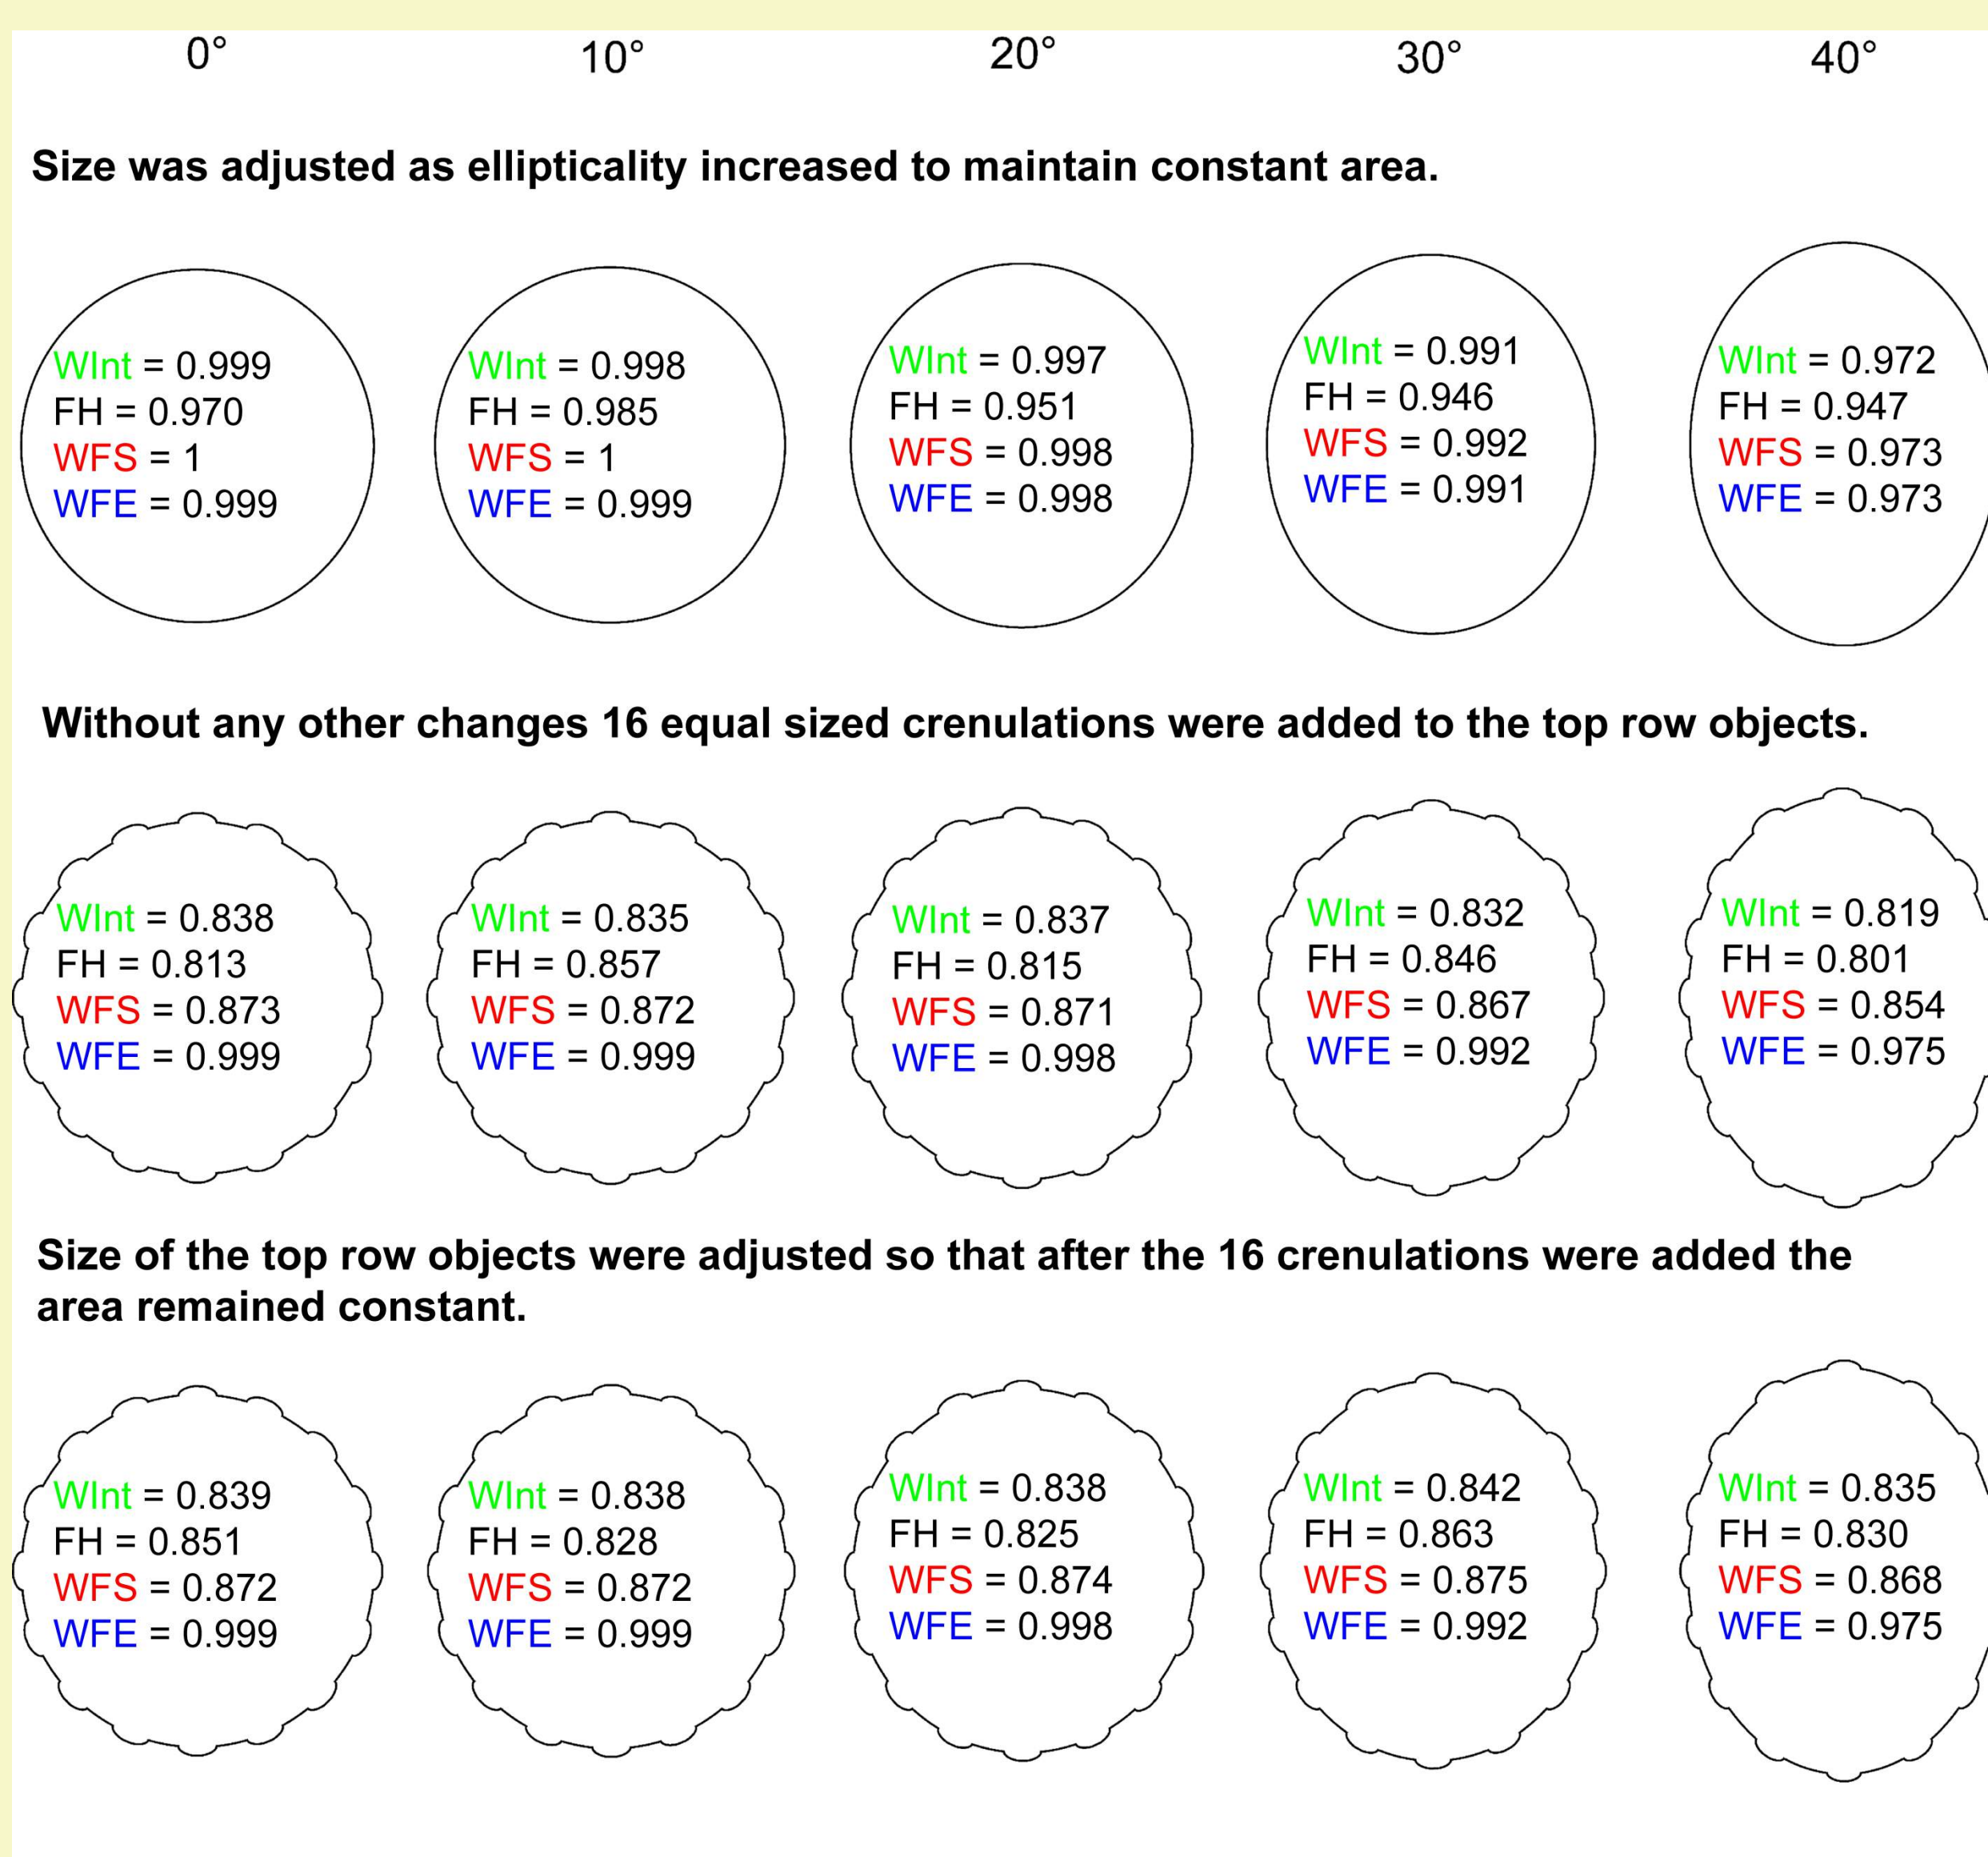 0° 10° 20° 30° 40°
Size was adjusted as ellipticality increased to maintain constant area.
WInt = 0.999
FH = 0.970
WFS = 1
WFE = 0.999
WInt = 0.998
FH = 0.985
WFS = 1
WFE = 0.999
WInt = 0.997
FH = 0.951
WFS = 0.998
WFE = 0.998
WInt = 0.991
FH = 0.946
WFS = 0.992
WFE = 0.991
WInt = 0.972
FH = 0.947
WFS = 0.973
WFE = 0.973
Without any other changes 16 equal sized crenulations were added to the top row objects.
WInt = 0.838
FH = 0.813
WFS = 0.873
WFE = 0.999
WInt = 0.835
FH = 0.857
WFS = 0.872
WFE = 0.999
WInt = 0.837
FH = 0.815
WFS = 0.871
WFE = 0.998
WInt = 0.832
FH = 0.846
WFS = 0.867
WFE = 0.992
WInt = 0.819
FH = 0.801
WFS = 0.854
WFE = 0.975
Size of the top row objects were adjusted so that after the 16 crenulations were added the
area remained constant.
WInt = 0.839
FH = 0.851
WFS = 0.872
WFE = 0.999
WInt = 0.838
FH = 0.828
WFS = 0.872
WFE = 0.999
WInt = 0.838
FH = 0.825
WFS = 0.874
WFE = 0.998
WInt = 0.842
FH = 0.863
WFS = 0.875
WFE = 0.992
WInt = 0.835
FH = 0.830
WFS = 0.868
WFE = 0.975